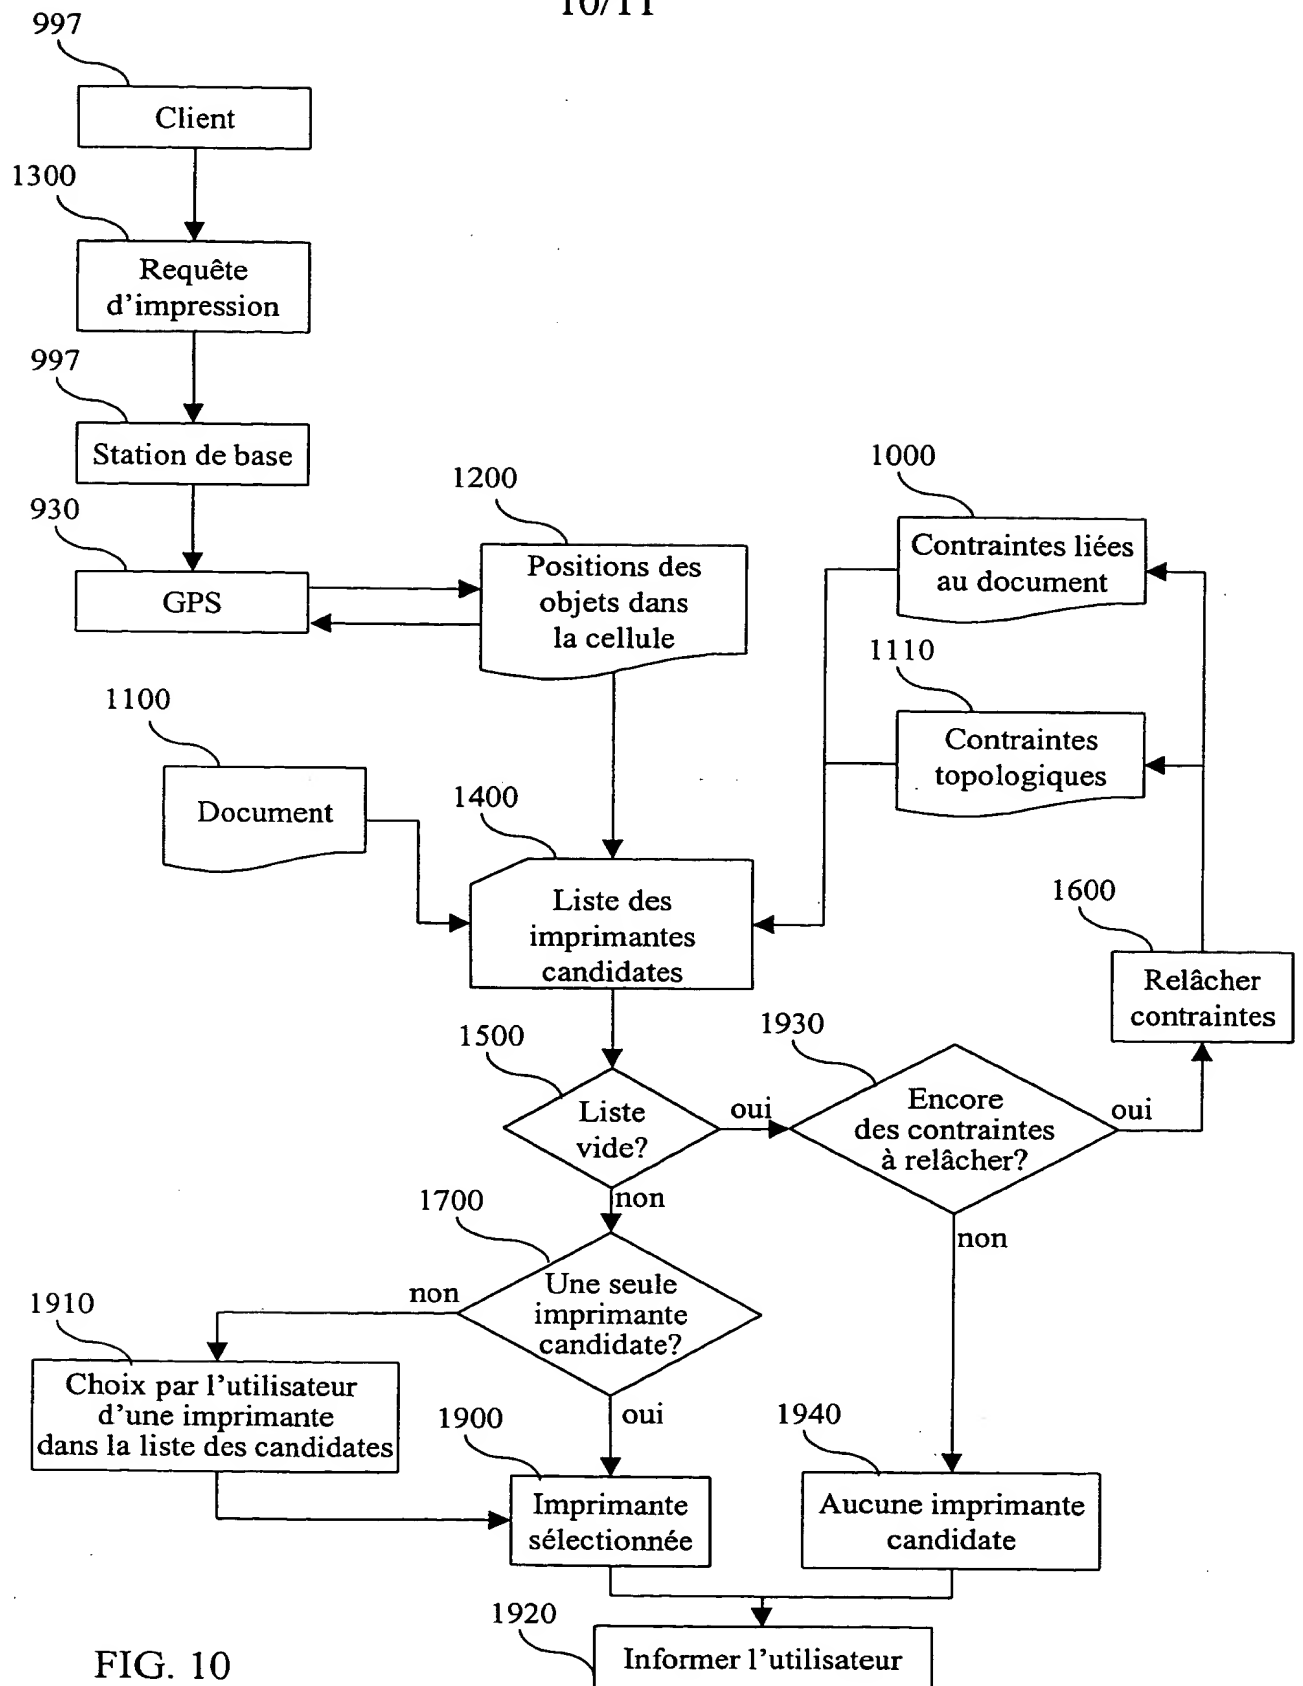 10/11
997
Client
1300
Requête
d'impression
997
Station de base
930
GPS
1200
Positions des
objets dans
la cellule
1000
Contraintes liées
au document
1110
Contraintes
topologiques
1100
Document
1400
Liste des
imprimantes
candidates
1600
Relâcher
contraintes
1500
Liste
vide?
oui
1930
Encore
des contraintes
à relâcher?
oui
non
non
1700
Une seule
imprimante
candidate?
non
oui
1910
Choix par l'utilisateur
d'une imprimante
dans la liste des candidates
1900
Imprimante
sélectionnée
1940
Aucune imprimante
candidate
1920
Informer l'utilisateur
FIG. 10